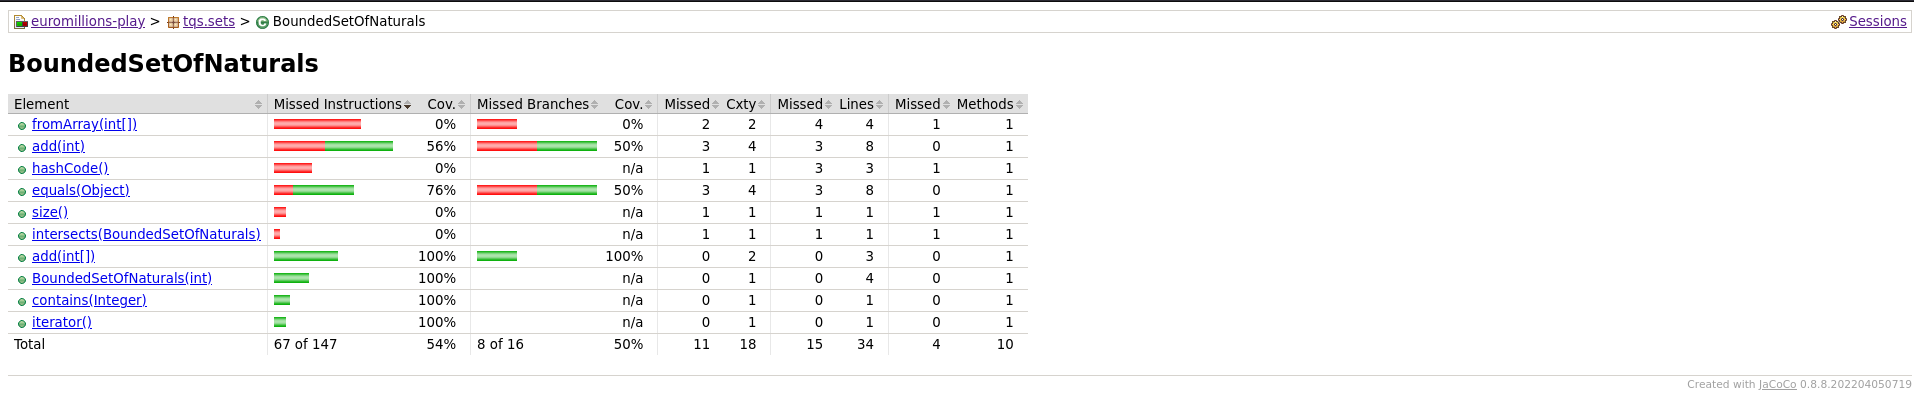 euromillions-play > tqs.sets > BoundedSetOfNaturals Sessions
BoundedSetOfNaturals
Element Missed Instructions Cov. Missed Branches Cov. Missed Cxty Missed Lines Missed Methods
fromArray(int[]) 0% 0% 2 2 4 4 1 1
add(int) 56% 50% 3 4 3 8 0 1
hashCode() 0% n/a 1 1 3 3 1 1
equals(Object) 76% 50% 3 4 3 8 0 1
size() 0% n/a 1 1 1 1 1 1
intersects(BoundedSetOfNaturals) 0% n/a 1 1 1 1 1 1
add(int[]) 100% 100% 0 2 0 3 0 1
BoundedSetOfNaturals(int) 100% n/a 0 1 0 4 0 1
contains(Integer) 100% n/a 0 1 0 1 0 1
iterator() 100% n/a 0 1 0 1 0 1
Total 67 of 147 54% 8 of 16 50% 11 18 15 34 4 10
Created with JaCoCo 0.8.8.202204050719